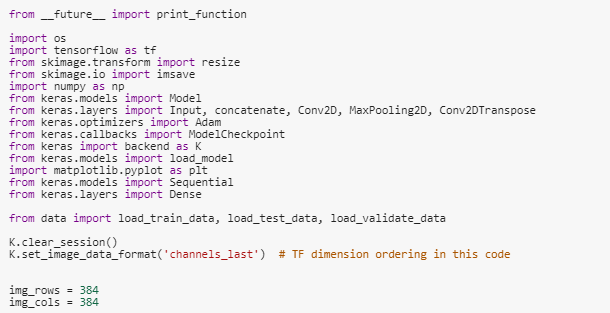 from __future__ import print_function
import os
import tensorflow as tf
from skimage.transform import resize
from skimage.io import imsave
import numpy as np
from keras.models import Model
from keras.layers import Input, concatenate, Conv2D, MaxPooling2D, Conv2DTranspose
from keras.optimizers import Adam
from keras.callbacks import ModelCheckpoint
from keras import backend as K
from keras.models import load_model
import matplotlib.pyplot as plt
from keras.models import Sequential
from keras.layers import Dense
from data import load_train_data, load_test_data, load_validate_data
K.clear_session()
K.set_image_data_format('channels_last')  # TF dimension ordering in this code
img_rows = 384
img_cols = 384